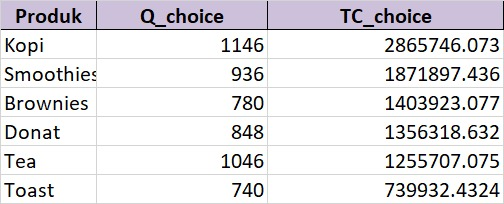 Produk Q_choice TC_choice
Kopi 1146 2865746.073
Smoothies 936 1871897.436
Brownies 780 1403923.077
Donat 848 1356318.632
Tea 1046 1255707.075
Toast 740 739932.4324